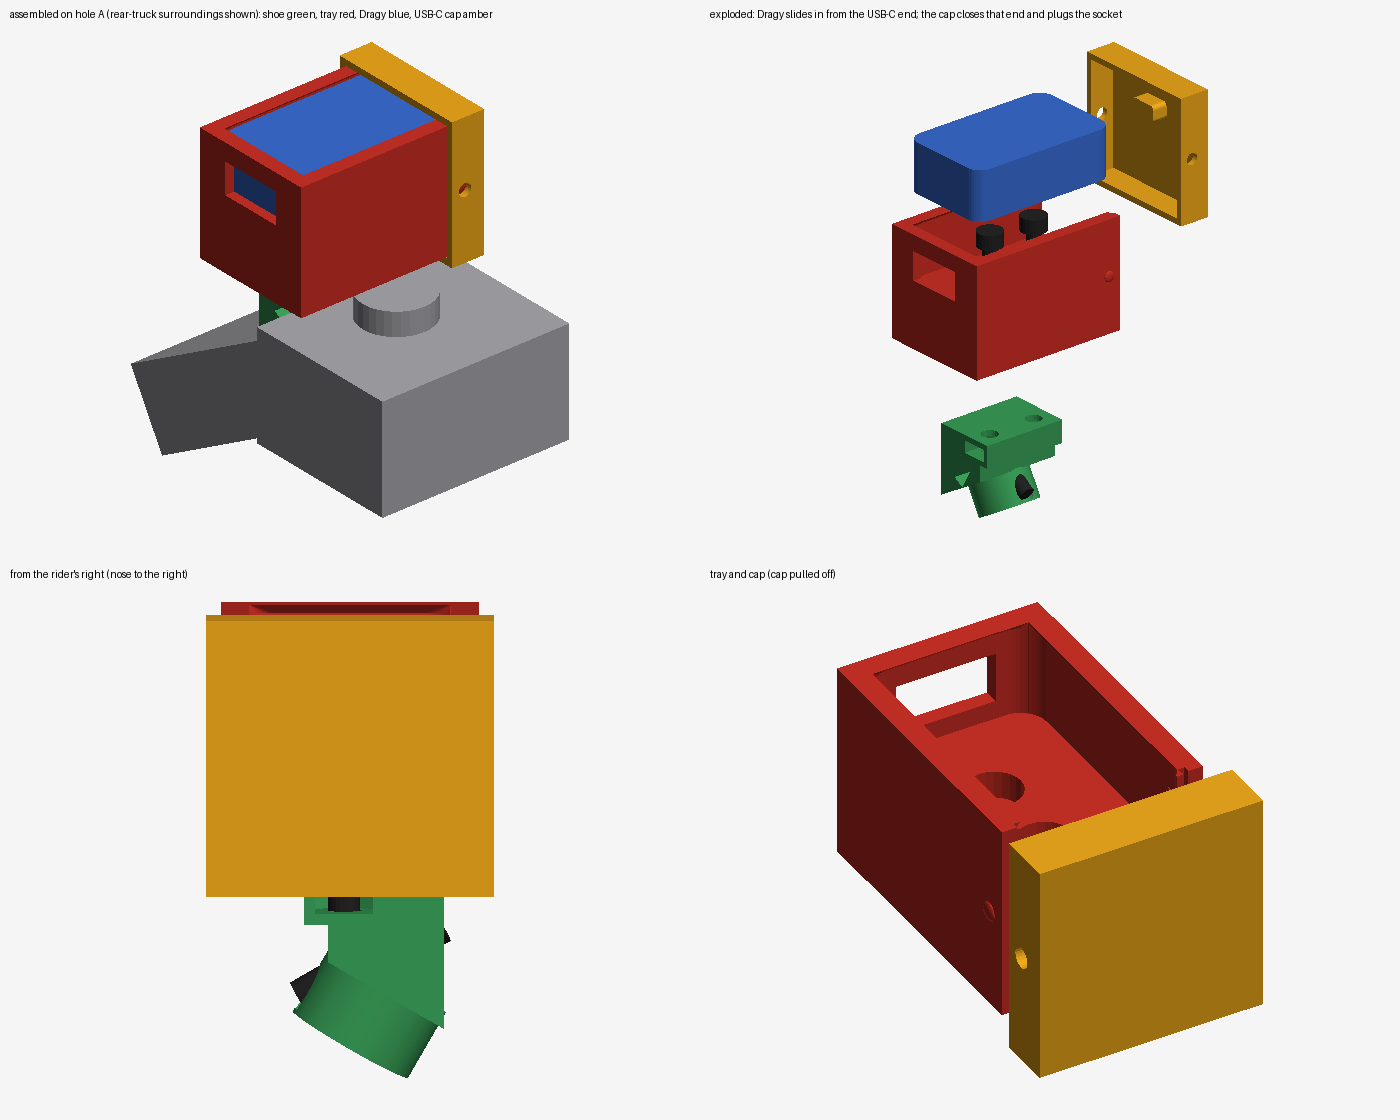 assembled on hole A (rear-truck surroundings shown): shoe green, tray red, Dragy blue, USB-C cap amber
exploded: Dragy slides in from the USB-C end; the cap closes that end and plugs the socket
from the rider's right (nose to the right)
tray and cap (cap pulled off)